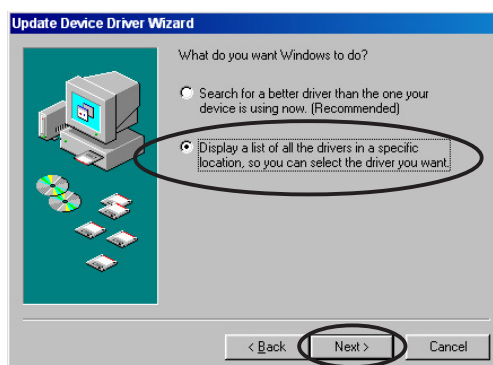 Update Device Driver Wizard
What do you want Windows to do?
Search for a better driver than the one your
device is using now. (Recommended)
Display a list of all the drivers in a specific
location, so you can select the driver you want.
< Back
Next >
Cancel